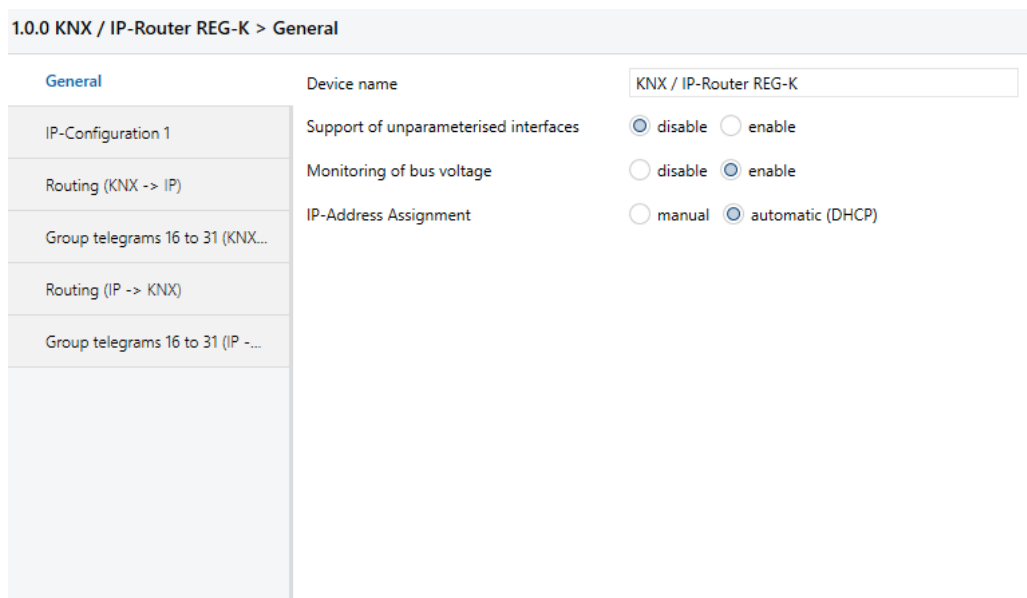 1.0.0 KNX / IP-Router REG-K > General
General
IP-Configuration 1
Routing (KNX -> IP)
Group telegrams 16 to 31 (KNX...
Routing (IP -> KNX)
Group telegrams 16 to 31 (IP -...
Device name KNX / IP-Router REG-K
Support of unparameterised interfaces disable enable
Monitoring of bus voltage disable enable
IP-Address Assignment manual automatic (DHCP)